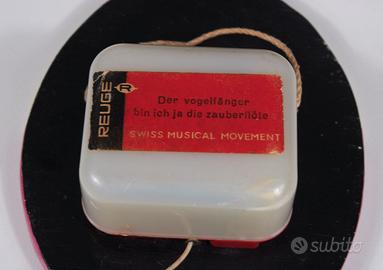 REUGE R
Der vogelfänger
bin ich ja die zauberflöte
SWISS MUSICAL MOVEMENT
subito